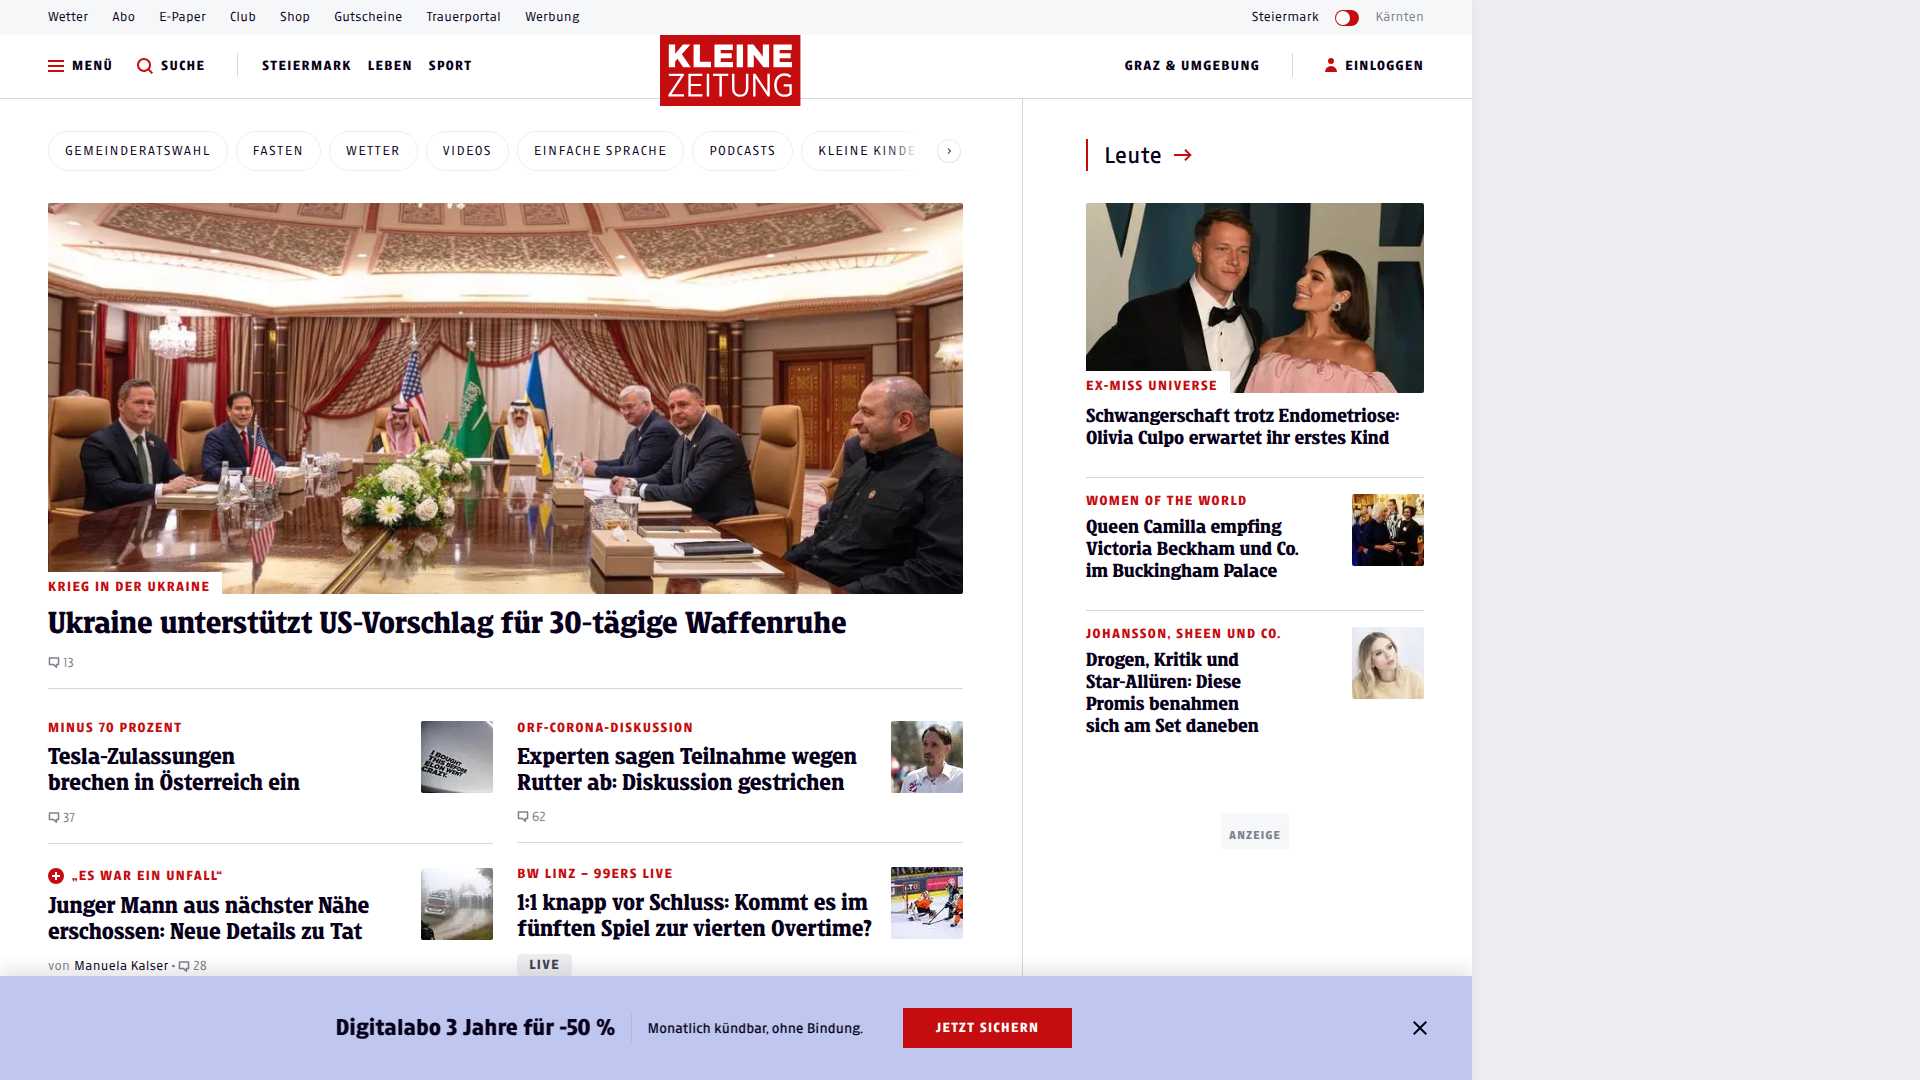 Wetter Abo E-Paper Club Shop Gutscheine Trauerportal Werbung Steiermark Kärnten
MENÜ SUCHE STEIERMARK LEBEN SPORT KLEINE ZEITUNG GRAZ & UMGEBUNG EINLOGGEN
GEMEINDERATSWAHL FASTEN WETTER VIDEOS EINFACHE SPRACHE PODCASTS KLEINE KINDE
KRIEG IN DER UKRAINE
Ukraine unterstützt US-Vorschlag für 30-tägige Waffenruhe
13
MINUS 70 PROZENT
Tesla-Zulassungen
brechen in Österreich ein
I BOUGHT
THIS BEFORE
ELON WENT
CRAZY.
37
ORF-CORONA-DISKUSSION
Experten sagen Teilnahme wegen
Rutter ab: Diskussion gestrichen
62
„ES WAR EIN UNFALL“
Junger Mann aus nächster Nähe
erschossen: Neue Details zu Tat
von Manuela Kalser • 28
BW LINZ – 99ERS LIVE
1:1 knapp vor Schluss: Kommt es im
fünften Spiel zur vierten Overtime?
LIVE
Leute
EX-MISS UNIVERSE
Schwangerschaft trotz Endometriose:
Olivia Culpo erwartet ihr erstes Kind
WOMEN OF THE WORLD
Queen Camilla empfing
Victoria Beckham und Co.
im Buckingham Palace
JOHANSSON, SHEEN UND CO.
Drogen, Kritik und
Star-Allüren: Diese
Promis benahmen
sich am Set daneben
ANZEIGE
Digitalabo 3 Jahre für -50 % Monatlich kündbar, ohne Bindung. JETZT SICHERN